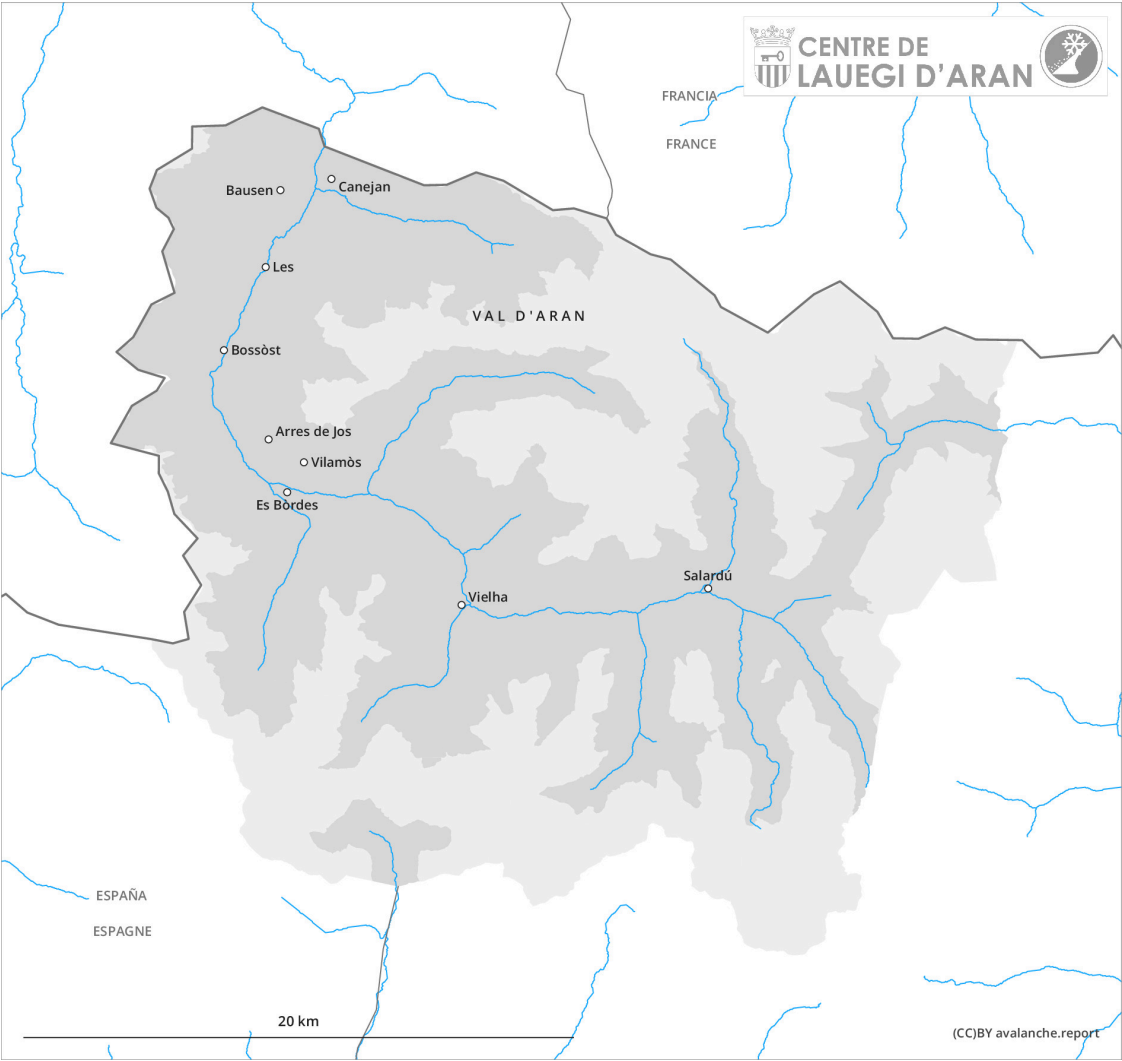 CENTRE DE
LAUEGI D'ARAN
FRANCIA
FRANCE
Bausen
Canejan
Les
VAL D'ARAN
Bossòst
Arres de Jos
Vilamòs
Es Bòrdes
Salardú
Vielha
ESPAÑA
ESPAGNE
20 km
(CC)BY avalanche.report